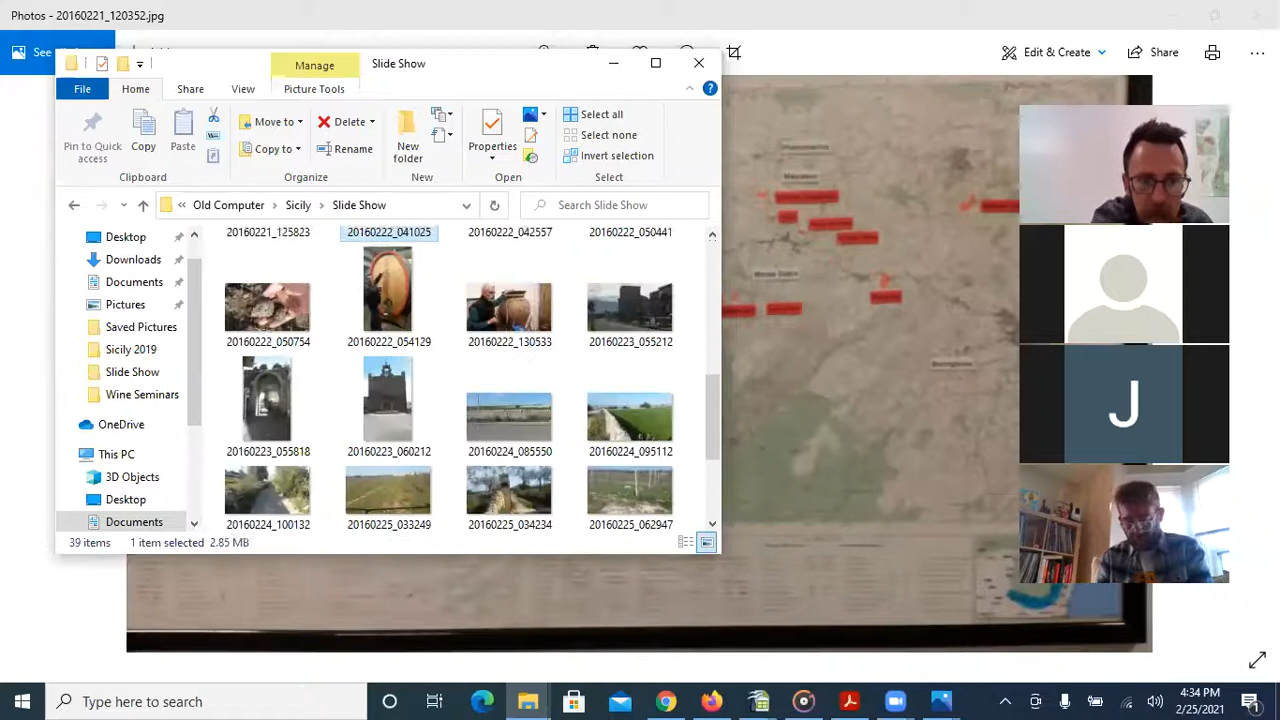 Photos - 20160221_120352.jpg
See
Edit & Create
Share
Manage
Slide Show
File
Home
Share
View
Picture Tools
Pin to Quick access
Copy
Paste
Move to
Copy to
Delete
Rename
New folder
Properties
Select all
Select none
Invert selection
Clipboard
Organize
New
Open
Select
Old Computer
Sicily
Slide Show
Search Slide Show
Desktop
Downloads
Documents
Pictures
Saved Pictures
Sicily 2019
Slide Show
Wine Seminars
OneDrive
This PC
3D Objects
Desktop
Documents
20160221_125823
20160222_041025
20160222_042557
20160222_050441
20160222_050754
20160222_054129
20160222_130533
20160223_055212
20160223_055818
20160223_060212
20160224_085550
20160224_095112
20160224_100132
20160225_033249
20160225_034234
20160225_062947
39 items
1 item selected 2.85 MB
J
Type here to search
4:34 PM
2/25/2021
1